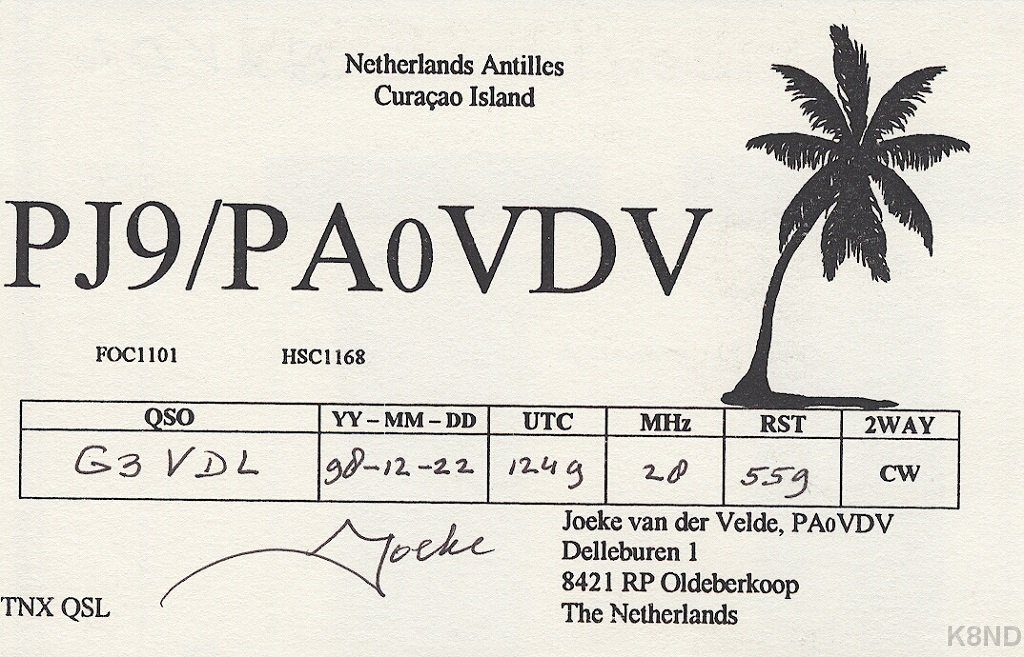 Netherlands Antilles
Curaçao Island
PJ9/PA0VDV
FOC1101 HSC1168
QSO YY – MM – DD UTC MHz RST 2WAY
G3VDL 98-12-22 1249 28 559 CW
Joeke
Joeke van der Velde, PA0VDV
Delleburen 1
8421 RP Oldeberkoop
The Netherlands
TNX QSL
K8ND